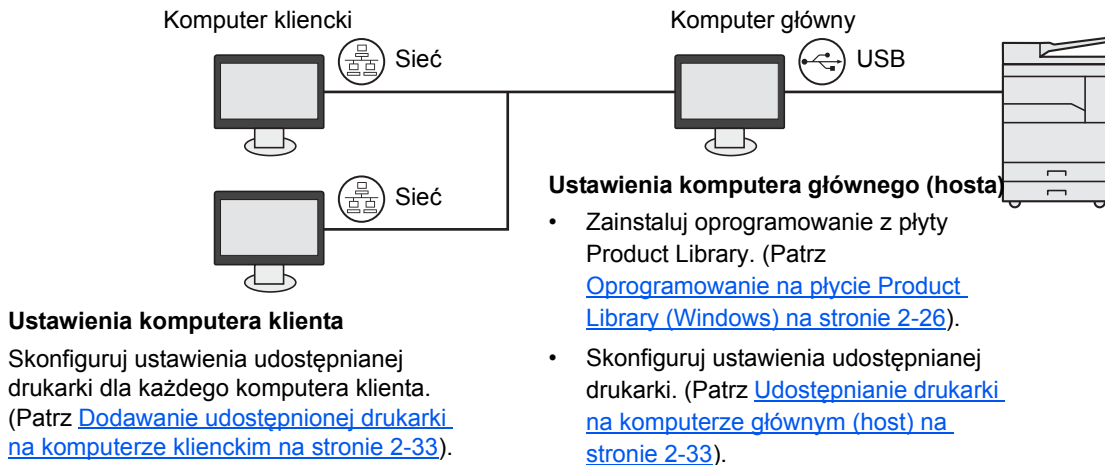 Komputer kliencki
Komputer główny
Sieć
USB
Sieć
Ustawienia komputera głównego (hosta)
• Zainstaluj oprogramowanie z płyty
Product Library. (Patrz
Oprogramowanie na płycie Product
Library (Windows) na stronie 2-26).
• Skonfiguruj ustawienia udostępnianej
drukarki. (Patrz Udostępnianie drukarki
na komputerze głównym (host) na
stronie 2-33).
Ustawienia komputera klienta
Skonfiguruj ustawienia udostępnianej
drukarki dla każdego komputera klienta.
(Patrz Dodawanie udostępnionej drukarki
na komputerze klienckim na stronie 2-33).